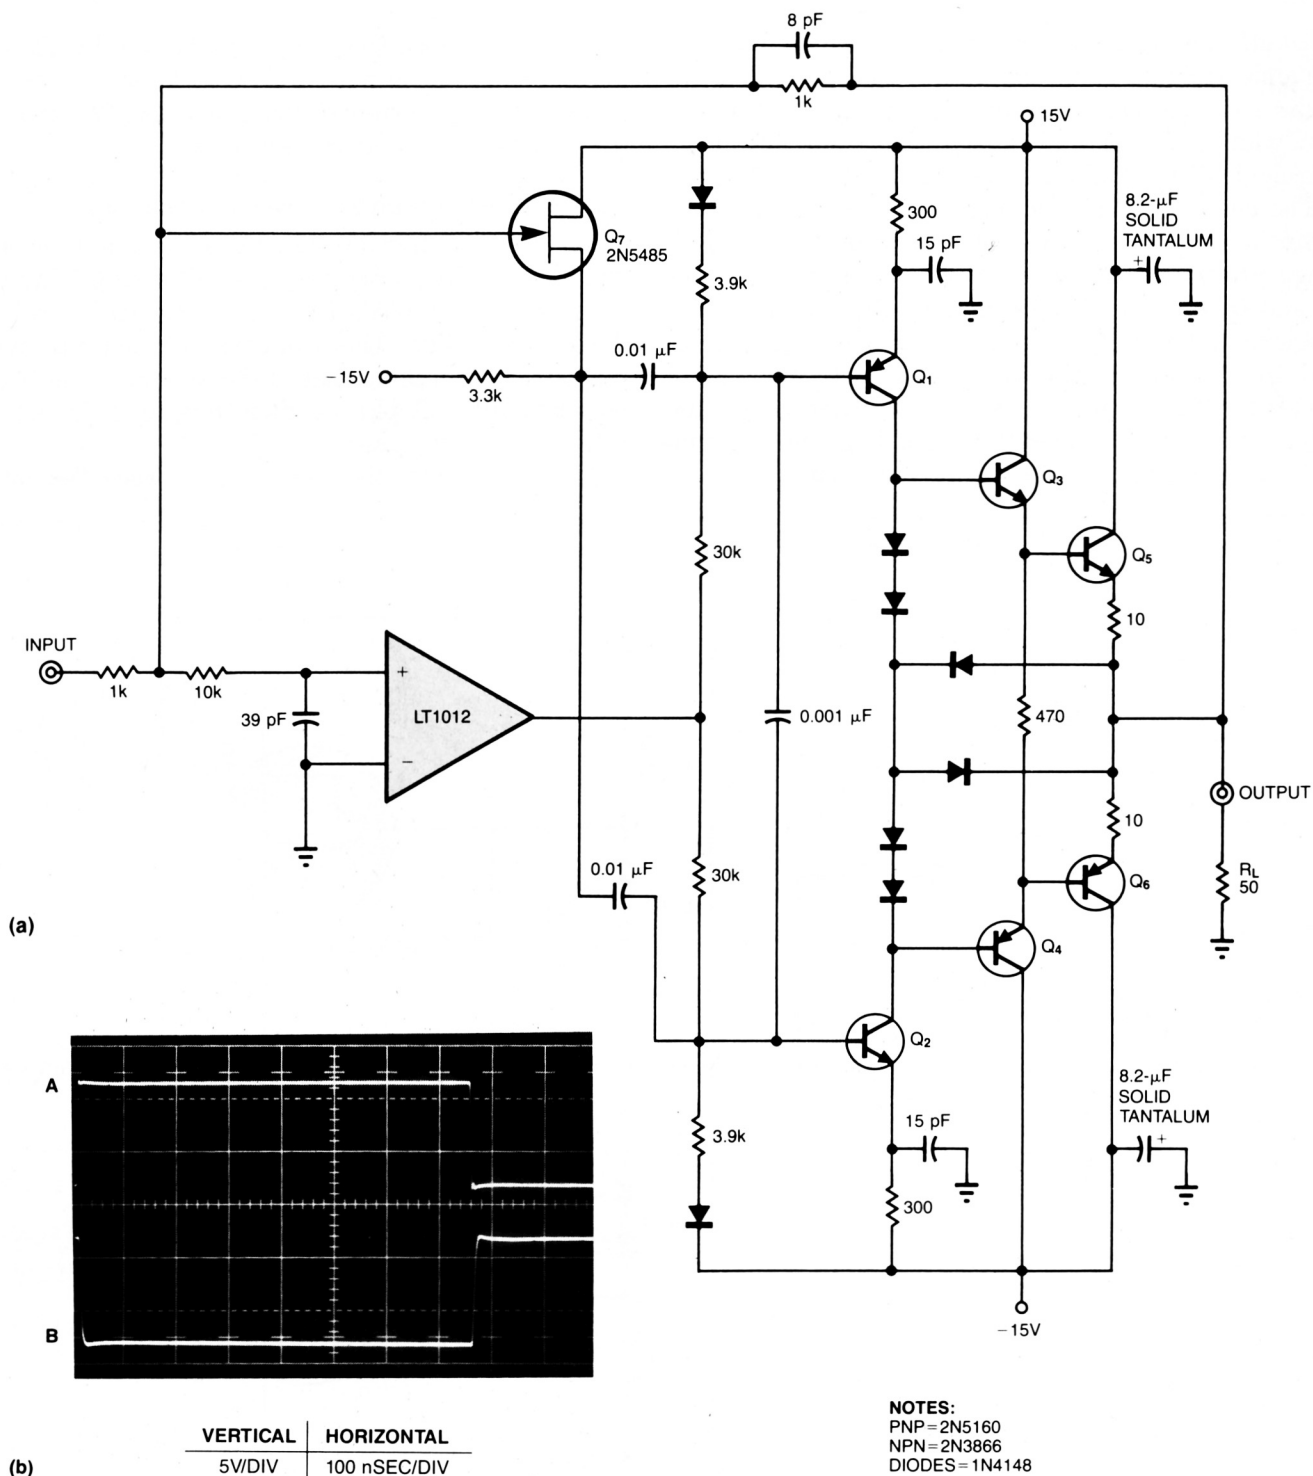 8 pF
1k
15V
8.2-μF
SOLID
TANTALUM
+
300
15 pF
Q7
2N5485
3.9k
0.01 μF
−15V
3.3k
Q1
Q3
30k
Q5
10
INPUT
1k
10k
+
LT1012
39 pF
−
0.001 μF
470
OUTPUT
10
0.01 μF
30k
RL
50
Q6
(a)
Q4
Q2
A
8.2-μF
SOLID
TANTALUM
+
15 pF
3.9k
300
B
−15V
NOTES:
PNP=2N5160
NPN=2N3866
DIODES=1N4148
VERTICAL HORIZONTAL
(b) 5V/DIV 100 nSEC/DIV